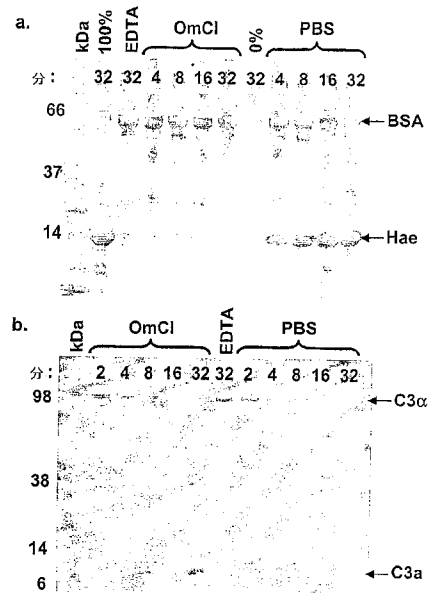 a.
kDa 100% EDTA OmCI 0% PBS
分： 32 32 4 8 16 32 32 4 8 16 32
66
BSA
37
14
Hae
b.
kDa OmCI EDTA PBS
分： 2 4 8 16 32 32 2 4 8 16 32
98
C3α
38
14
C3a
6